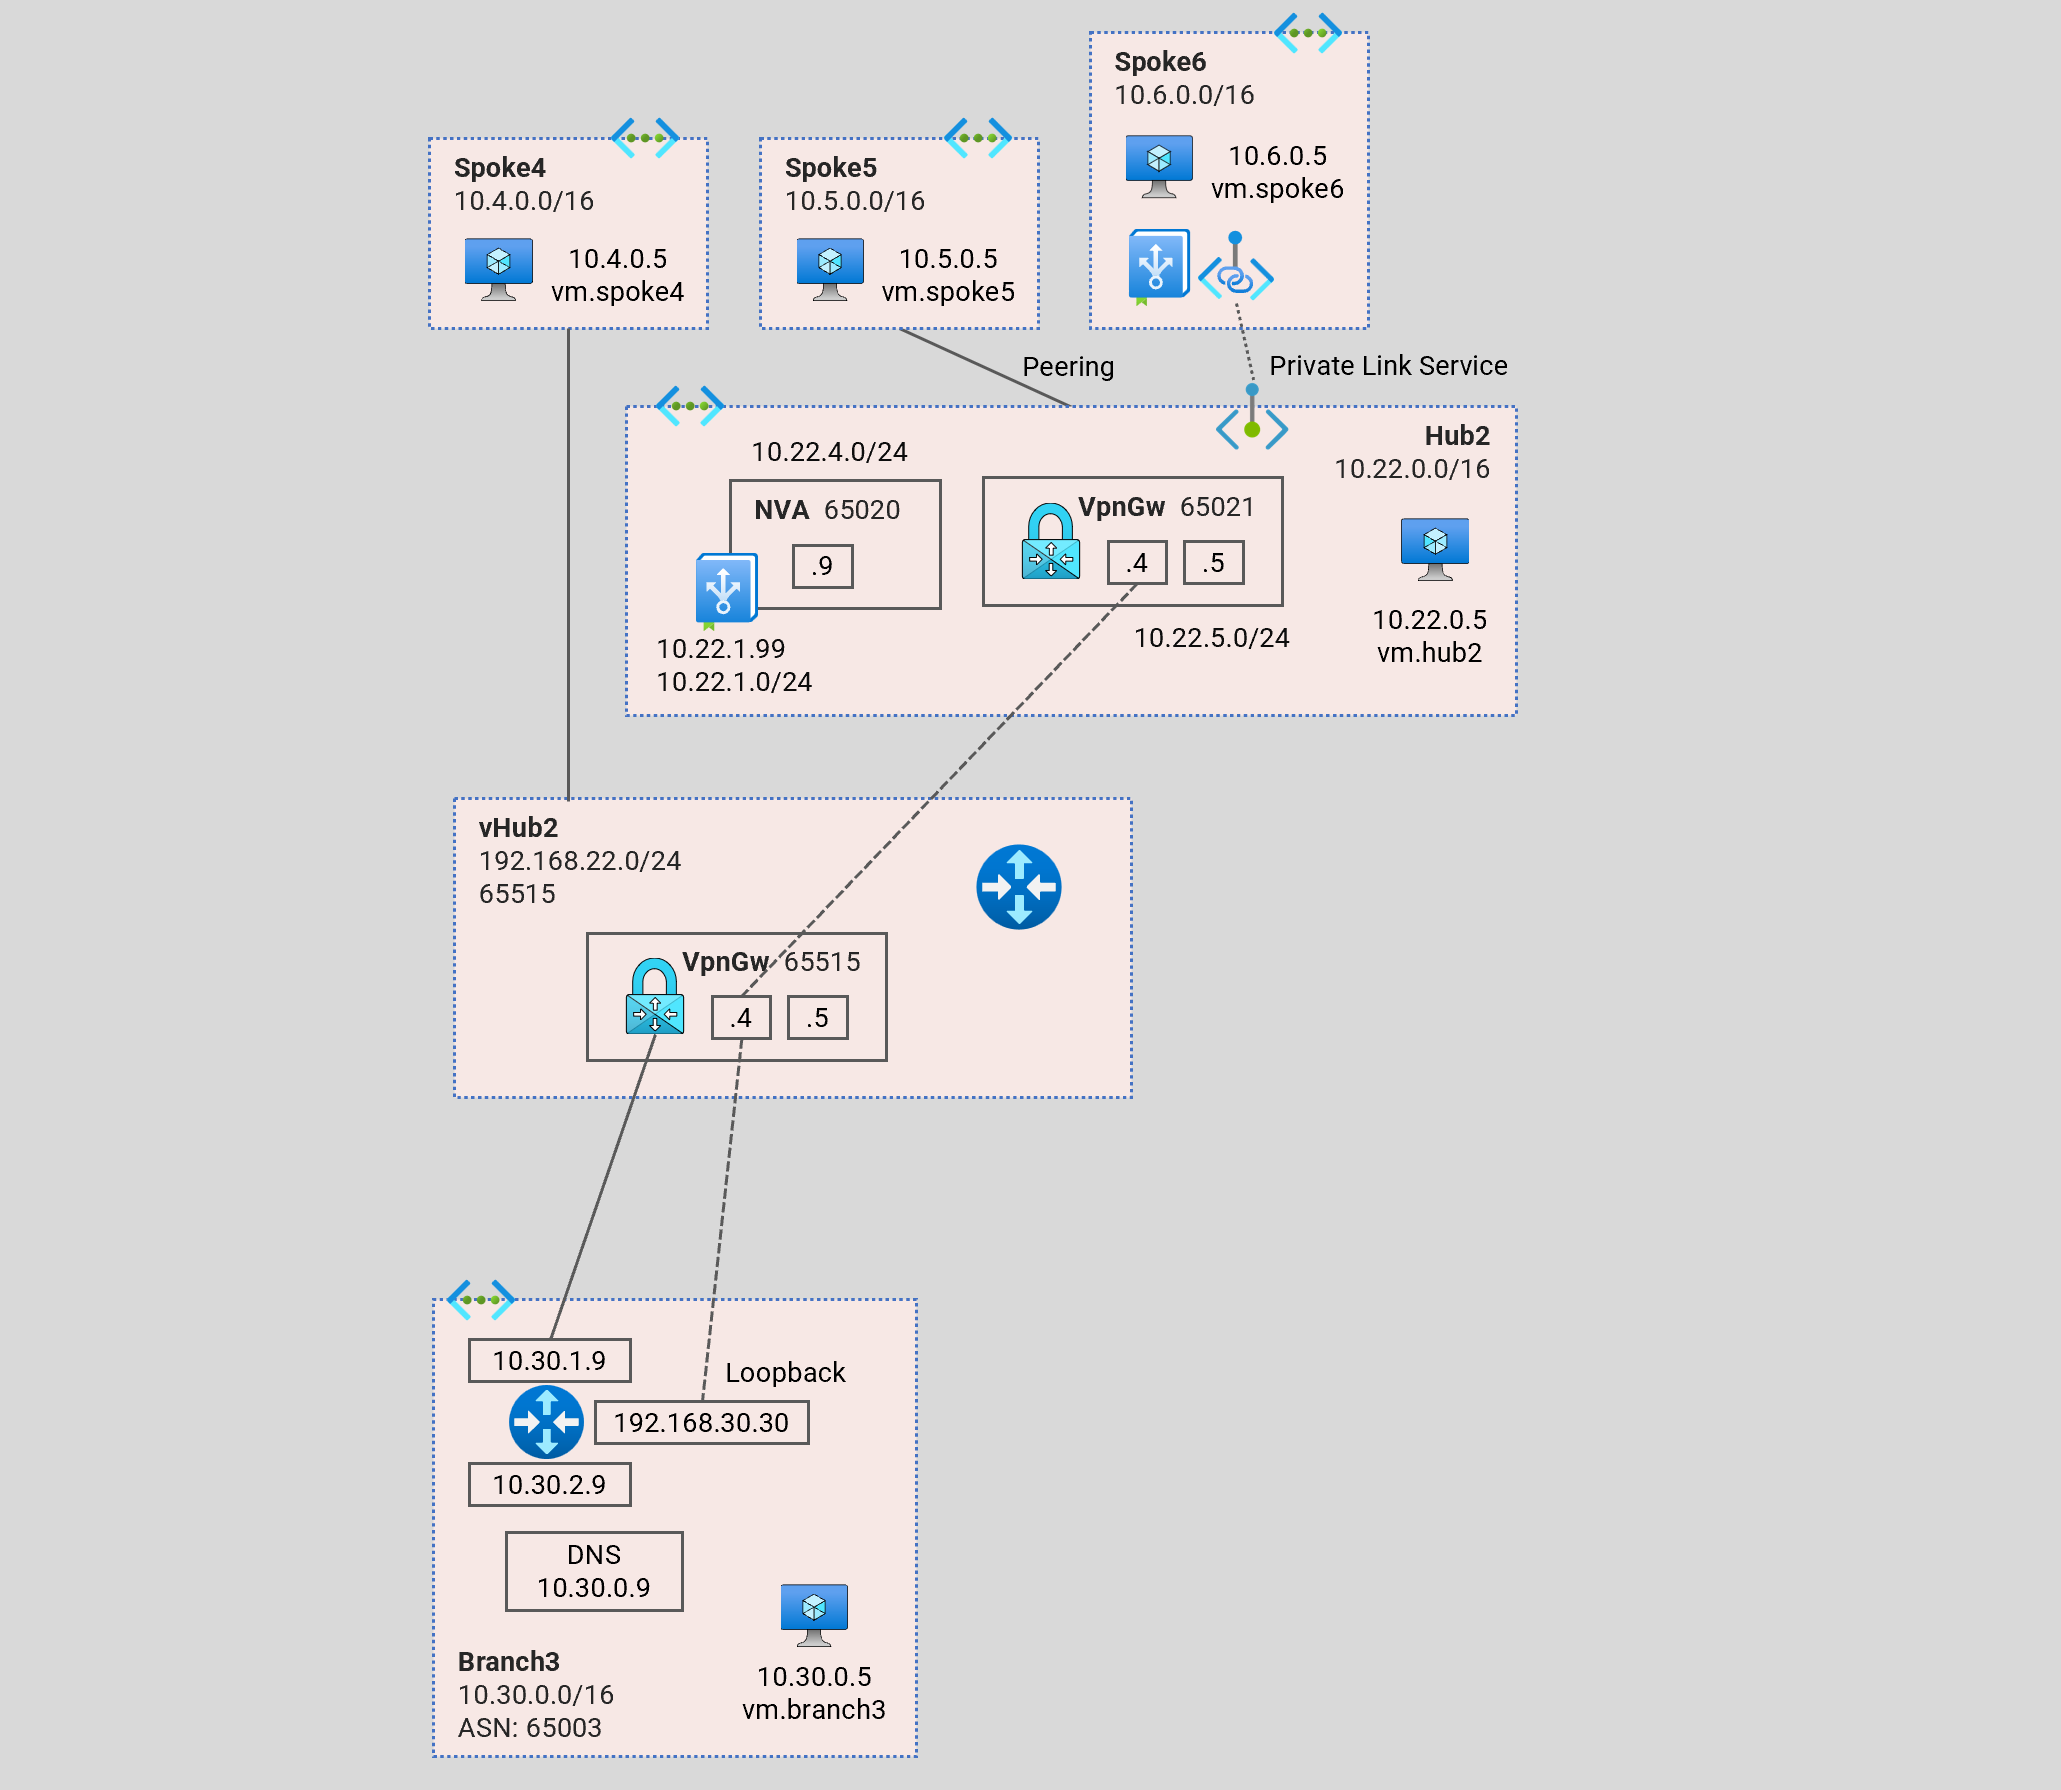 Spoke6
10.6.0.0/16
10.6.0.5
vm.spoke6
Spoke4
10.4.0.0/16
10.4.0.5
vm.spoke4
Spoke5
10.5.0.0/16
10.5.0.5
vm.spoke5
Peering
Private Link Service
Hub2
10.22.0.0/16
10.22.4.0/24
NVA 65020
.9
VpnGw 65021
.4
.5
10.22.5.0/24
10.22.1.99
10.22.1.0/24
10.22.0.5
vm.hub2
vHub2
192.168.22.0/24
65515
VpnGw 65515
.4
.5
10.30.1.9
Loopback
192.168.30.30
10.30.2.9
DNS
10.30.0.9
Branch3
10.30.0.0/16
ASN: 65003
10.30.0.5
vm.branch3